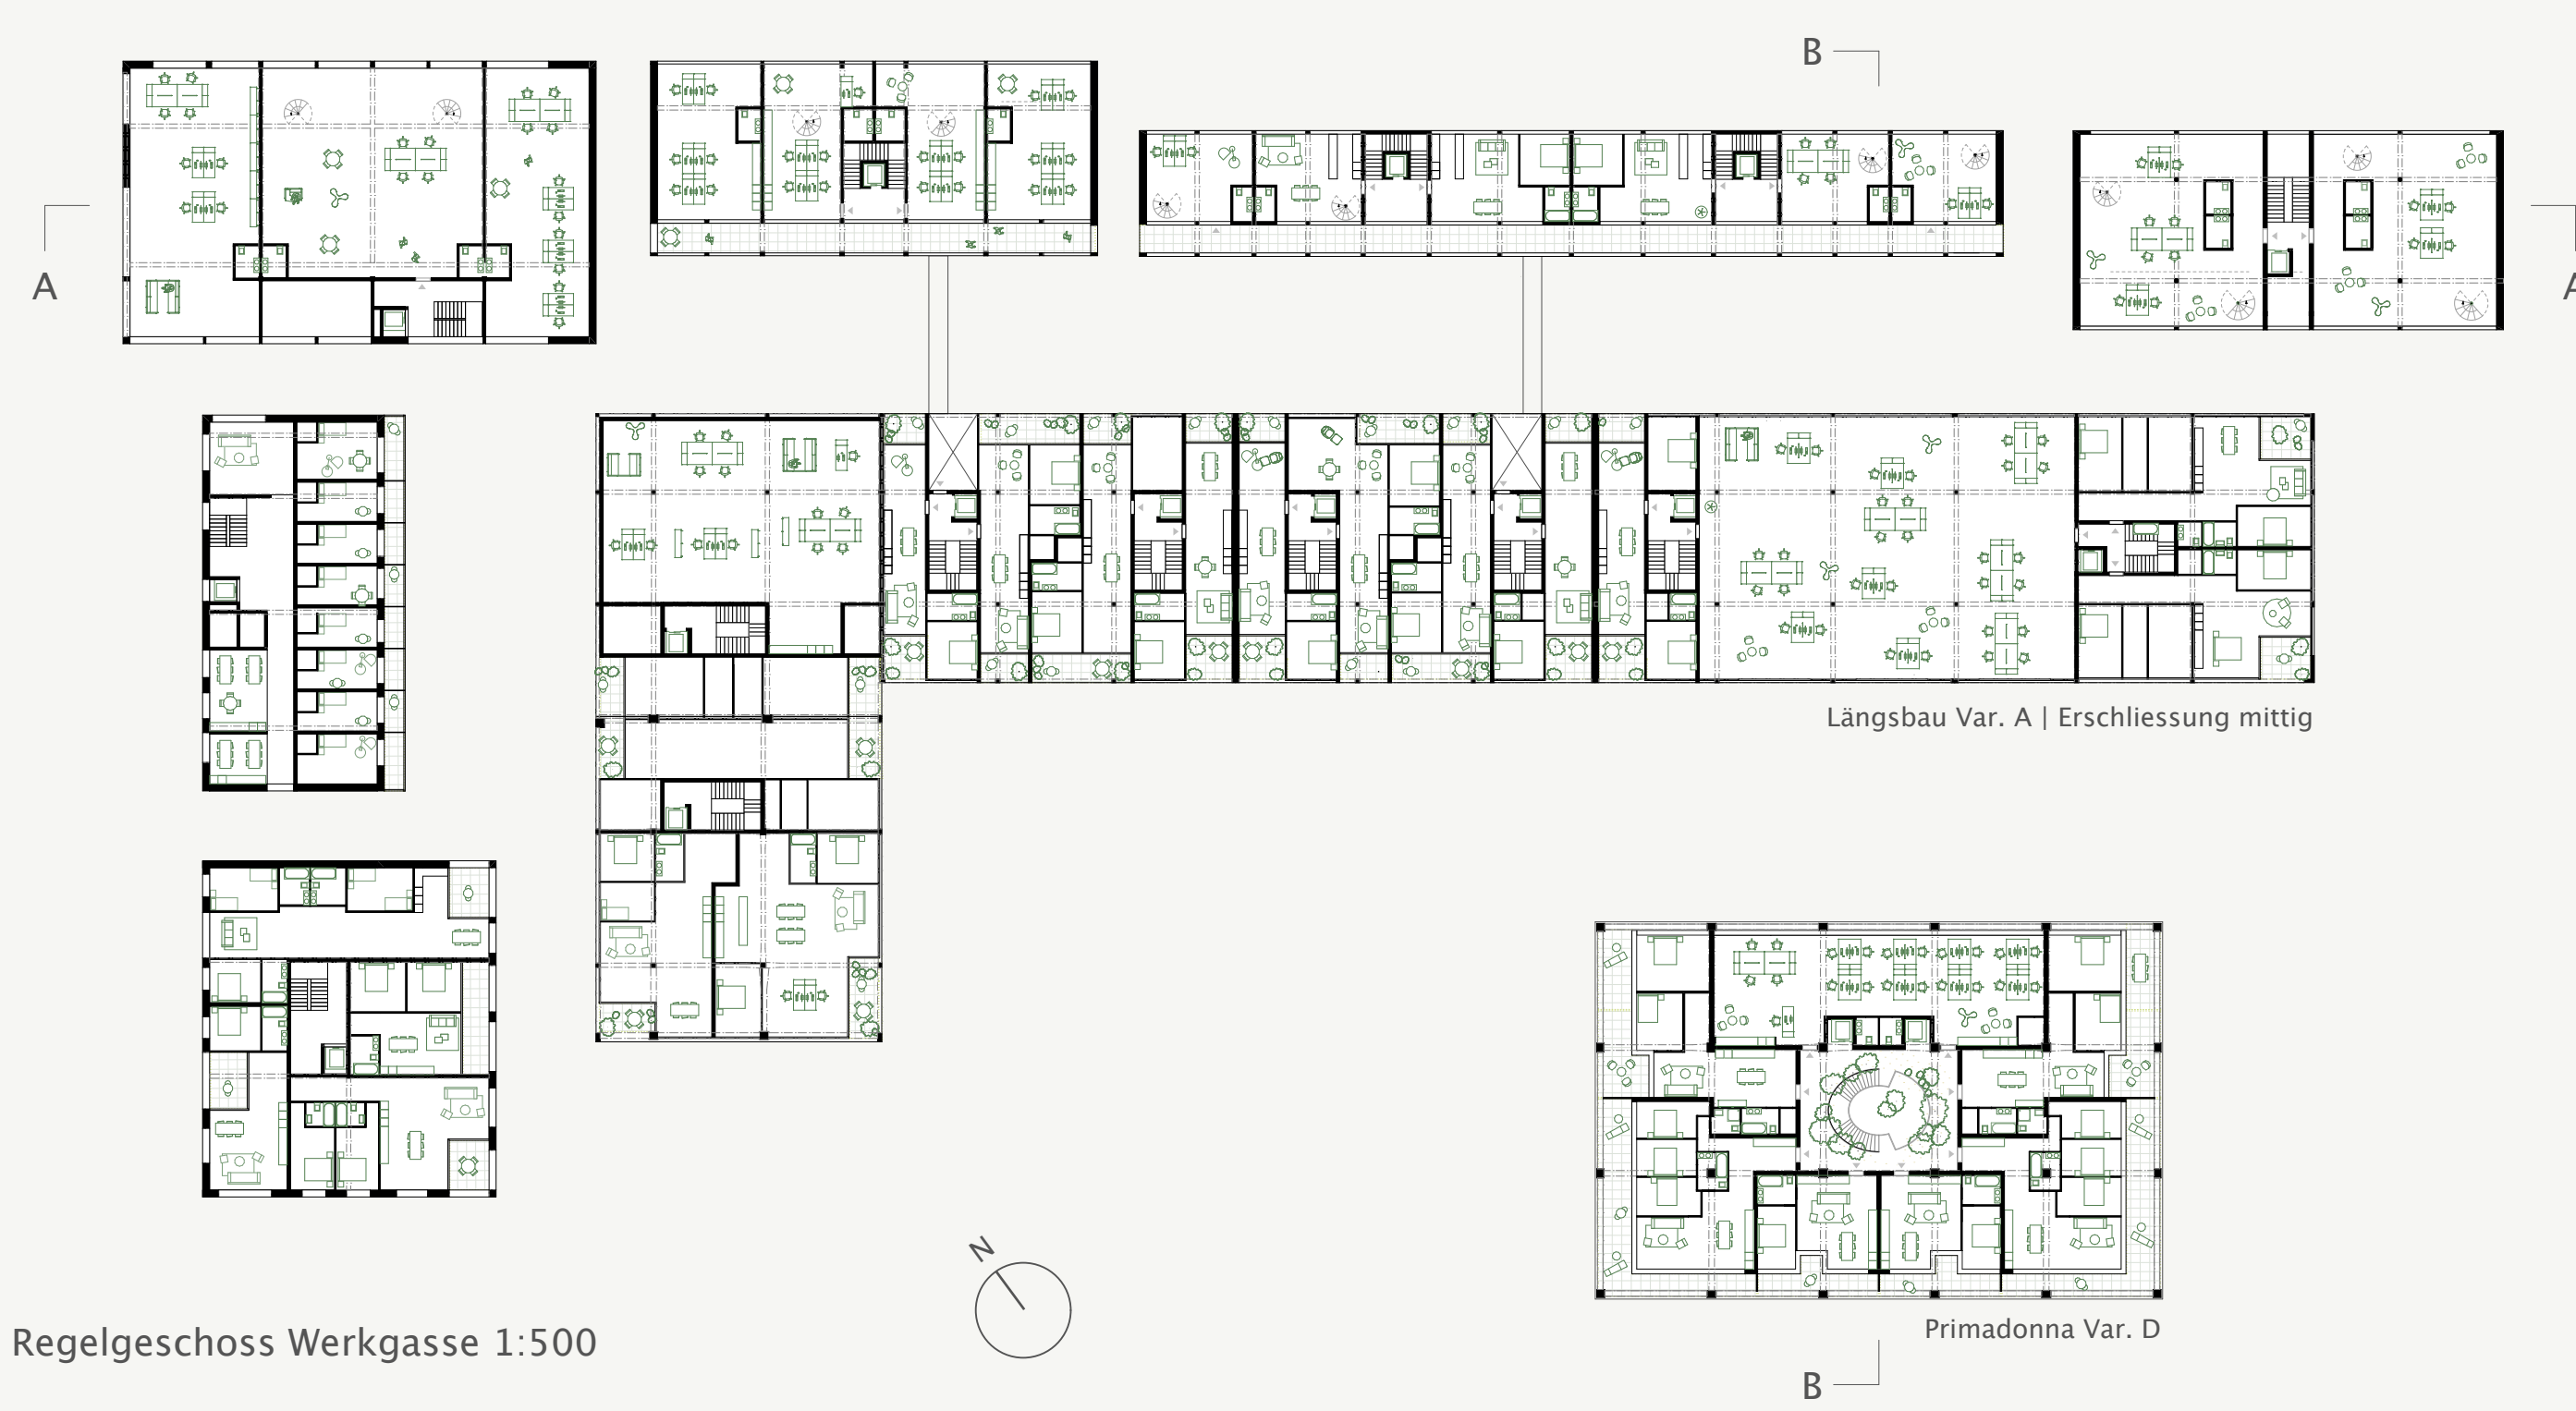 B
A
A
Längsbau Var. A | Erschliessung mittig
N
Primadonna Var. D
Regelgeschoss Werkgasse 1:500
B